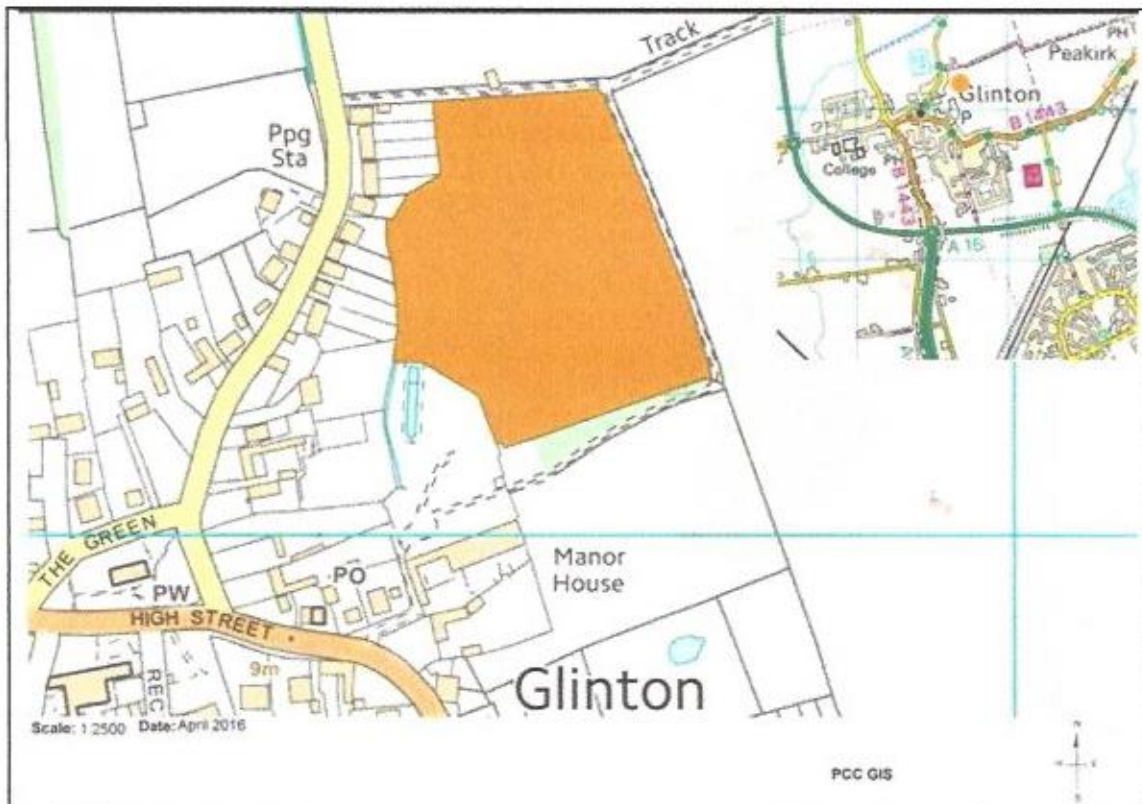 Track
Ppg
Sta
Peakirk
PH
Glinton
P
B 1443
College
PH
B 1443
A 15
THE GREEN
PW
PO
Manor
House
HIGH STREET
9m
REC
Glinton
Scale: 1:2500 Date: April 2016
PCC GIS
N